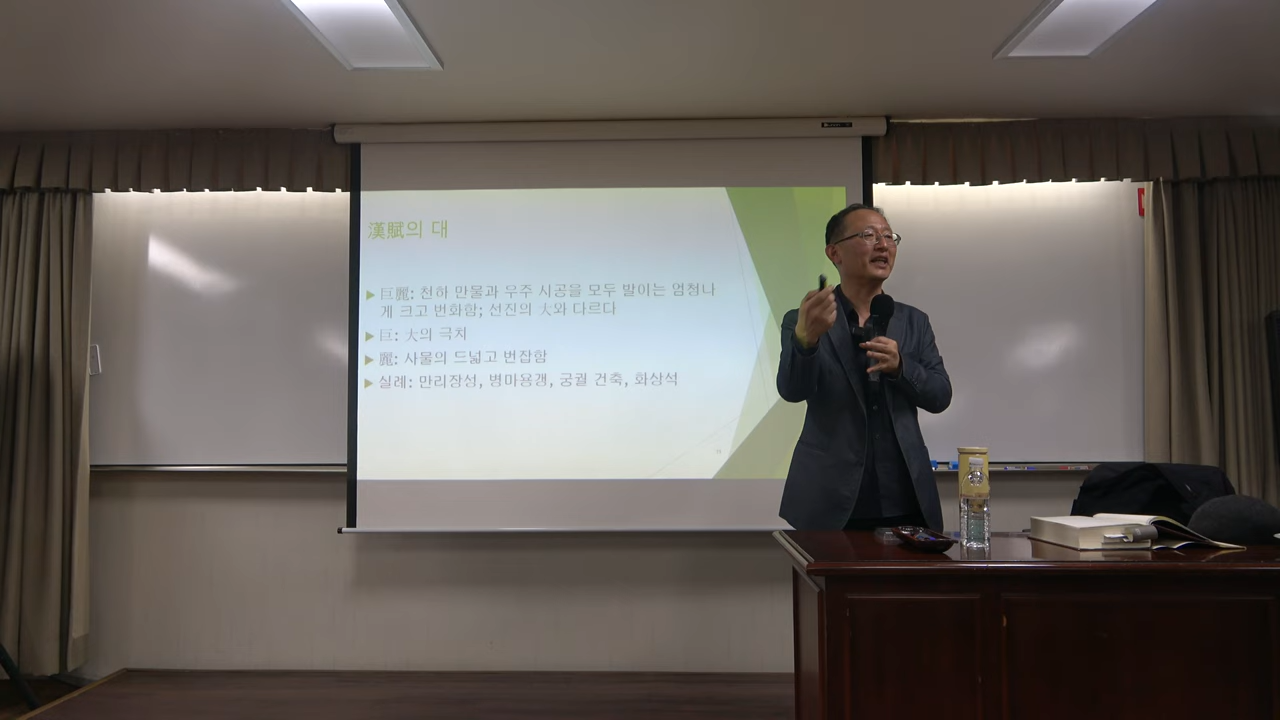 漢賦의 대
巨麗: 천하 만물과 우주 시공을 모두 발이는 엄청나
게 크고 번화함; 선진의 大와 다르다
巨: 大의 극치
麗: 사물의 드넓고 번잡함
실례: 만리장성, 병마용갱, 궁궐 건축, 화상석